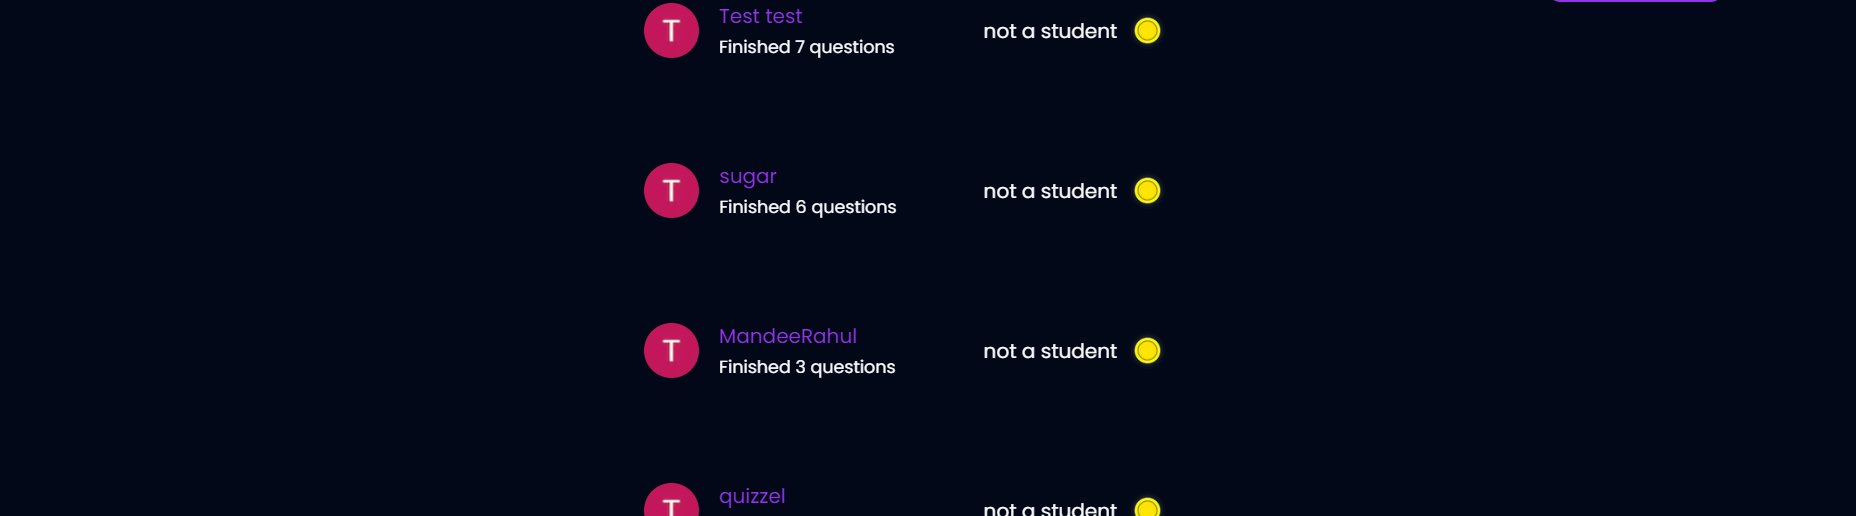 T
Test test
Finished 7 questions
not a student
T
sugar
Finished 6 questions
not a student
T
MandeeRahul
Finished 3 questions
not a student
T
quizzel
not a student